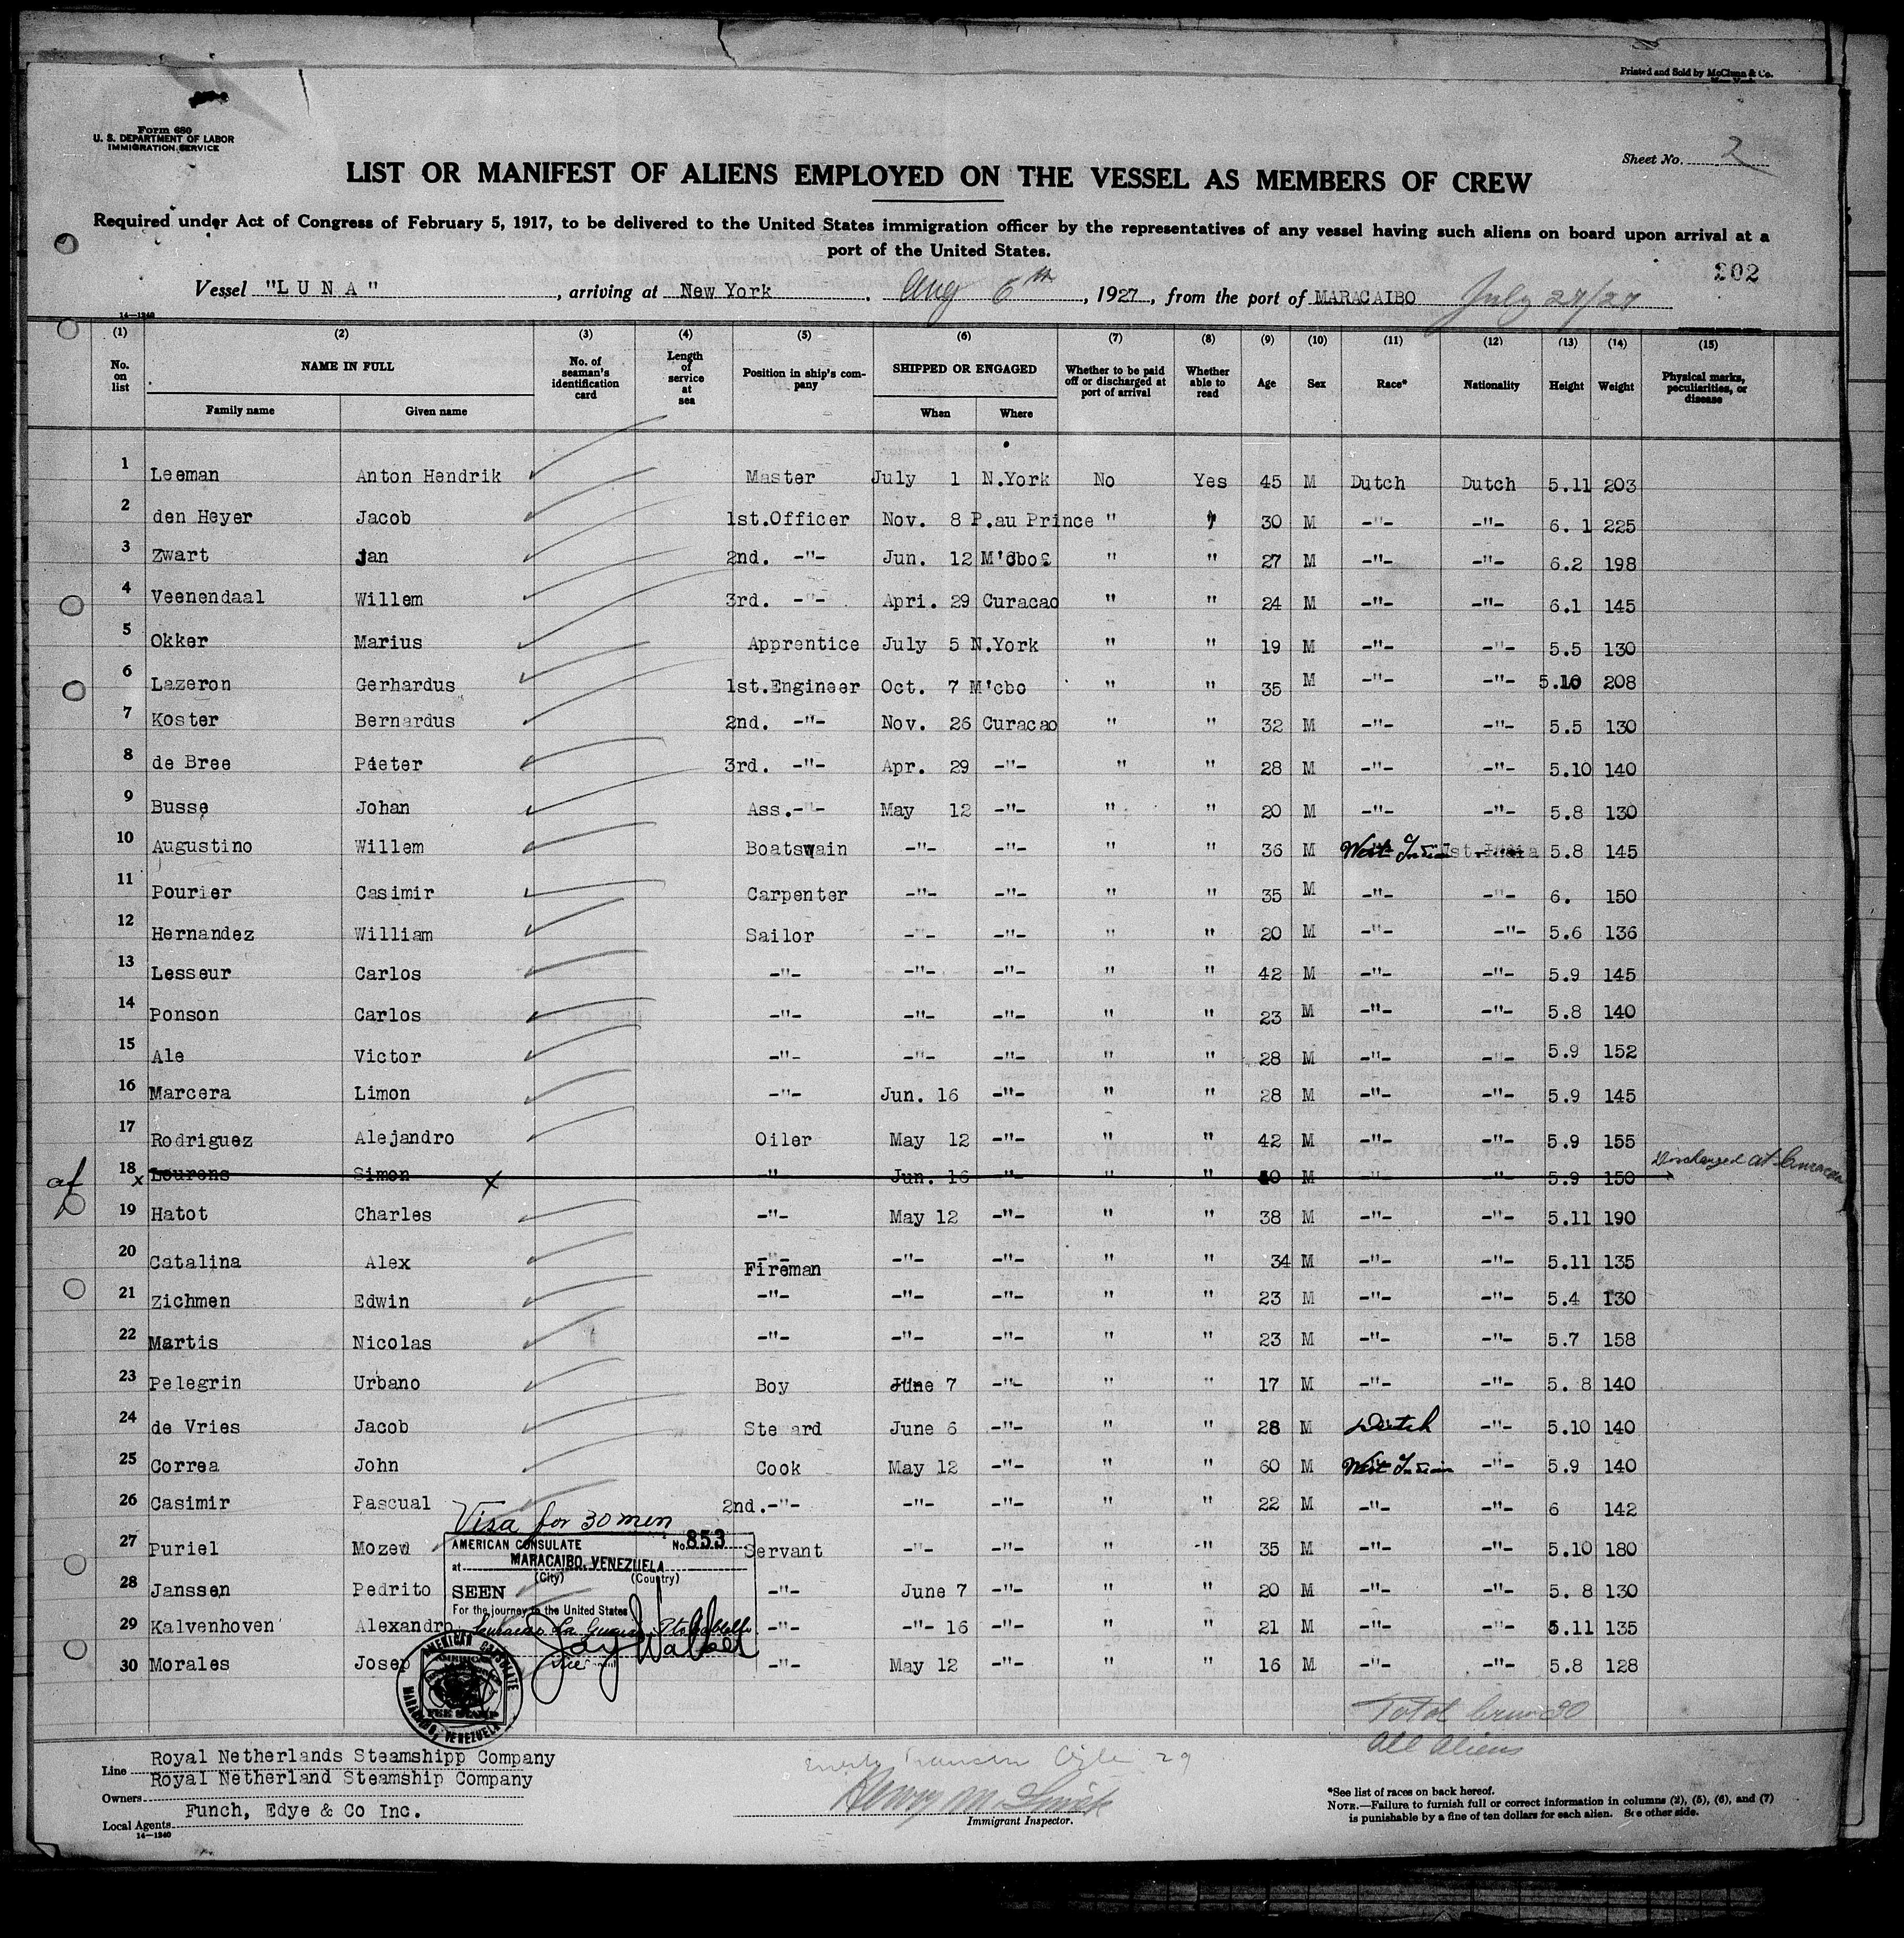 Printed and Sold by McClunn & Co.
Form 680
U. S. DEPARTMENT OF LABOR
IMMIGRATION SERVICE
Sheet No. 2
LIST OR MANIFEST OF ALIENS EMPLOYED ON THE VESSEL AS MEMBERS OF CREW
Required under Act of Congress of February 5, 1917, to be delivered to the United States immigration officer by the representatives of any vessel having such aliens on board upon arrival at a
port of the United States.
202
Vessel "LUNA", arriving at New York, Aug 6th, 1927, from the port of MARACAIBO July 27/27
14—1240
(1) (2) (3) (4) (5) (6) (7) (8) (9) (10) (11) (12) (13) (14) (15)
No. on list NAME IN FULL No. of seaman's identification card Length of service at sea Position in ship's company SHIPPED OR ENGAGED Whether to be paid off or discharged at port of arrival Whether able to read Age Sex Race* Nationality Height Weight Physical marks, peculiarities, or disease
Family name Given name When Where
1 Leeman Anton Hendrik Master July 1 N.York No Yes 45 M Dutch Dutch 5.11 203
2 den Heyer Jacob 1st.Officer Nov. 8 P.au Prince " " 30 M -"- -"- 6. 1 225
3 Zwart Jan 2nd. -"- Jun. 12 M'cbo " " 27 M -"- -"- 6.2 198
4 Veenendaal Willem 3rd. -"- Apri. 29 Curacao " " 24 M -"- -"- 6.1 145
5 Okker Marius Apprentice July 5 N.York " " 19 M -"- -"- 5.5 130
6 Lazeron Gerhardus 1st.Engineer Oct. 7 M'cbo " " 35 M -"- -"- 5.10 208
7 Koster Bernardus 2nd. -"- Nov. 26 Curacao " " 32 M -"- -"- 5.5 130
8 de Bree Pieter 3rd. -"- Apr. 29 -"- " " 28 M -"- -"- 5.10 140
9 Busse Johan Ass.-"- May 12 -"- " " 20 M -"- -"- 5.8 130
10 Augustino Willem Boatswain -"- -"- " " 36 M West Indian 5.8 145
11 Pourier Casimir Carpenter -"- -"- " " 35 M -"- -"- 6. 150
12 Hernandez William Sailor -"- -"- " " 20 M -"- -"- 5.6 136
13 Lesseur Carlos -"- -"- -"- " " 42 M -"- -"- 5.9 145
14 Ponson Carlos -"- -"- -"- " " 23 M -"- -"- 5.8 140
15 Ale Victor -"- -"- -"- " " 28 M -"- -"- 5.9 152
16 Marcera Limon -"- Jun. 16 -"- " " 28 M -"- -"- 5.9 145
17 Rodriguez Alejandro Oiler May 12 -"- " " 42 M -"- -"- 5.9 155
18 Lourens Simon " Jun. 16 " " " 40 M -"- -"- 5.9 150 Discharged at Curacao
19 Hatot Charles -"- May 12 -"- " " 38 M -"- -"- 5.11 190
20 Catalina Alex Fireman -"- -"- " " 34 M -"- -"- 5.11 135
21 Zichmen Edwin -"- -"- -"- " " 23 M -"- -"- 5.4 130
22 Martis Nicolas -"- -"- -"- " " 23 M -"- -"- 5.7 158
23 Pelegrin Urbano Boy June 7 -"- " " 17 M -"- -"- 5. 8 140
24 de Vries Jacob Steward June 6 -"- " " 28 M Dutch -"- 5.10 140
25 Correa John Cook May 12 -"- " " 60 M West Indian -"- 5.9 140
26 Casimir Pascual 2nd.-"- -"- -"- " " 22 M -"- -"- 6 142
Visa for 30 men
27 Puriel Mozew Servant -"- -"- " " 35 M -"- -"- 5.10 180
AMERICAN CONSULATE No. 853
at MARACAIBO, VENEZUELA
(City) (Country)
28 Janssen Pedrito -"- June 7 -"- " " 20 M -"- -"- 5. 8 130
SEEN
For the journey to the United States
29 Kalvenhoven Alexandro -"- -"- 16 -"- " " 21 M -"- -"- 5.11 135
30 Morales Josep -"- May 12 -"- " " 16 M -"- -"- 5.8 128
AMERICAN CONSULATE
MARACAIBO, VENEZUELA
FEE STAMP
Total Crew 30
All Aliens
Line Royal Netherlands Steamshipp Company
Owners Royal Netherland Steamship Company
Local Agents Funch, Edye & Co Inc.
14—1240
Immigrant Inspector.
*See list of races on back hereof.
NOTE.—Failure to furnish full or correct information in columns (2), (5), (6), and (7)
is punishable by a fine of ten dollars for each alien. See other side.